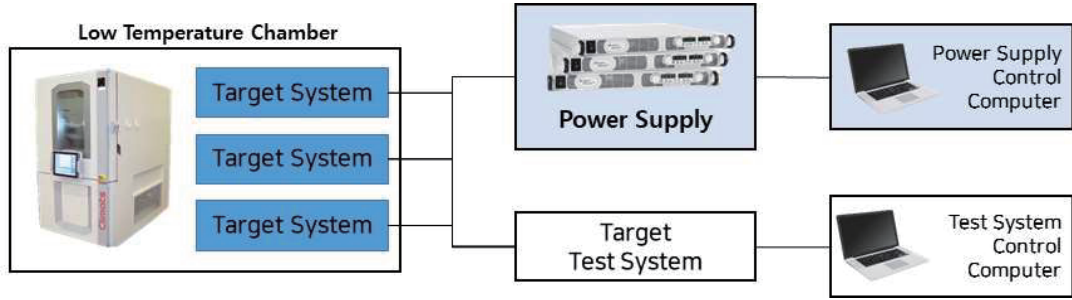 Low Temperature Chamber
Target System
Target System
Target System
Climats
Power Supply
Power Supply
Control
Computer
Target
Test System
Test System
Control
Computer